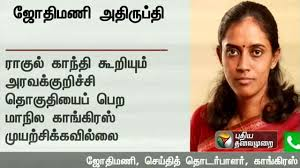 ஜோதிமணி அதிருப்தி
ராகுல் காந்தி கூறியும்
அரவக்குறிச்சி
தொகுதியைப் பெற
மாநில காங்கிரஸ்
முயற்சிக்கவில்லை
புதிய
தலைமுறை
ஜோதிமணி, செய்தித் தொடர்பாளர், காங்கிரஸ்